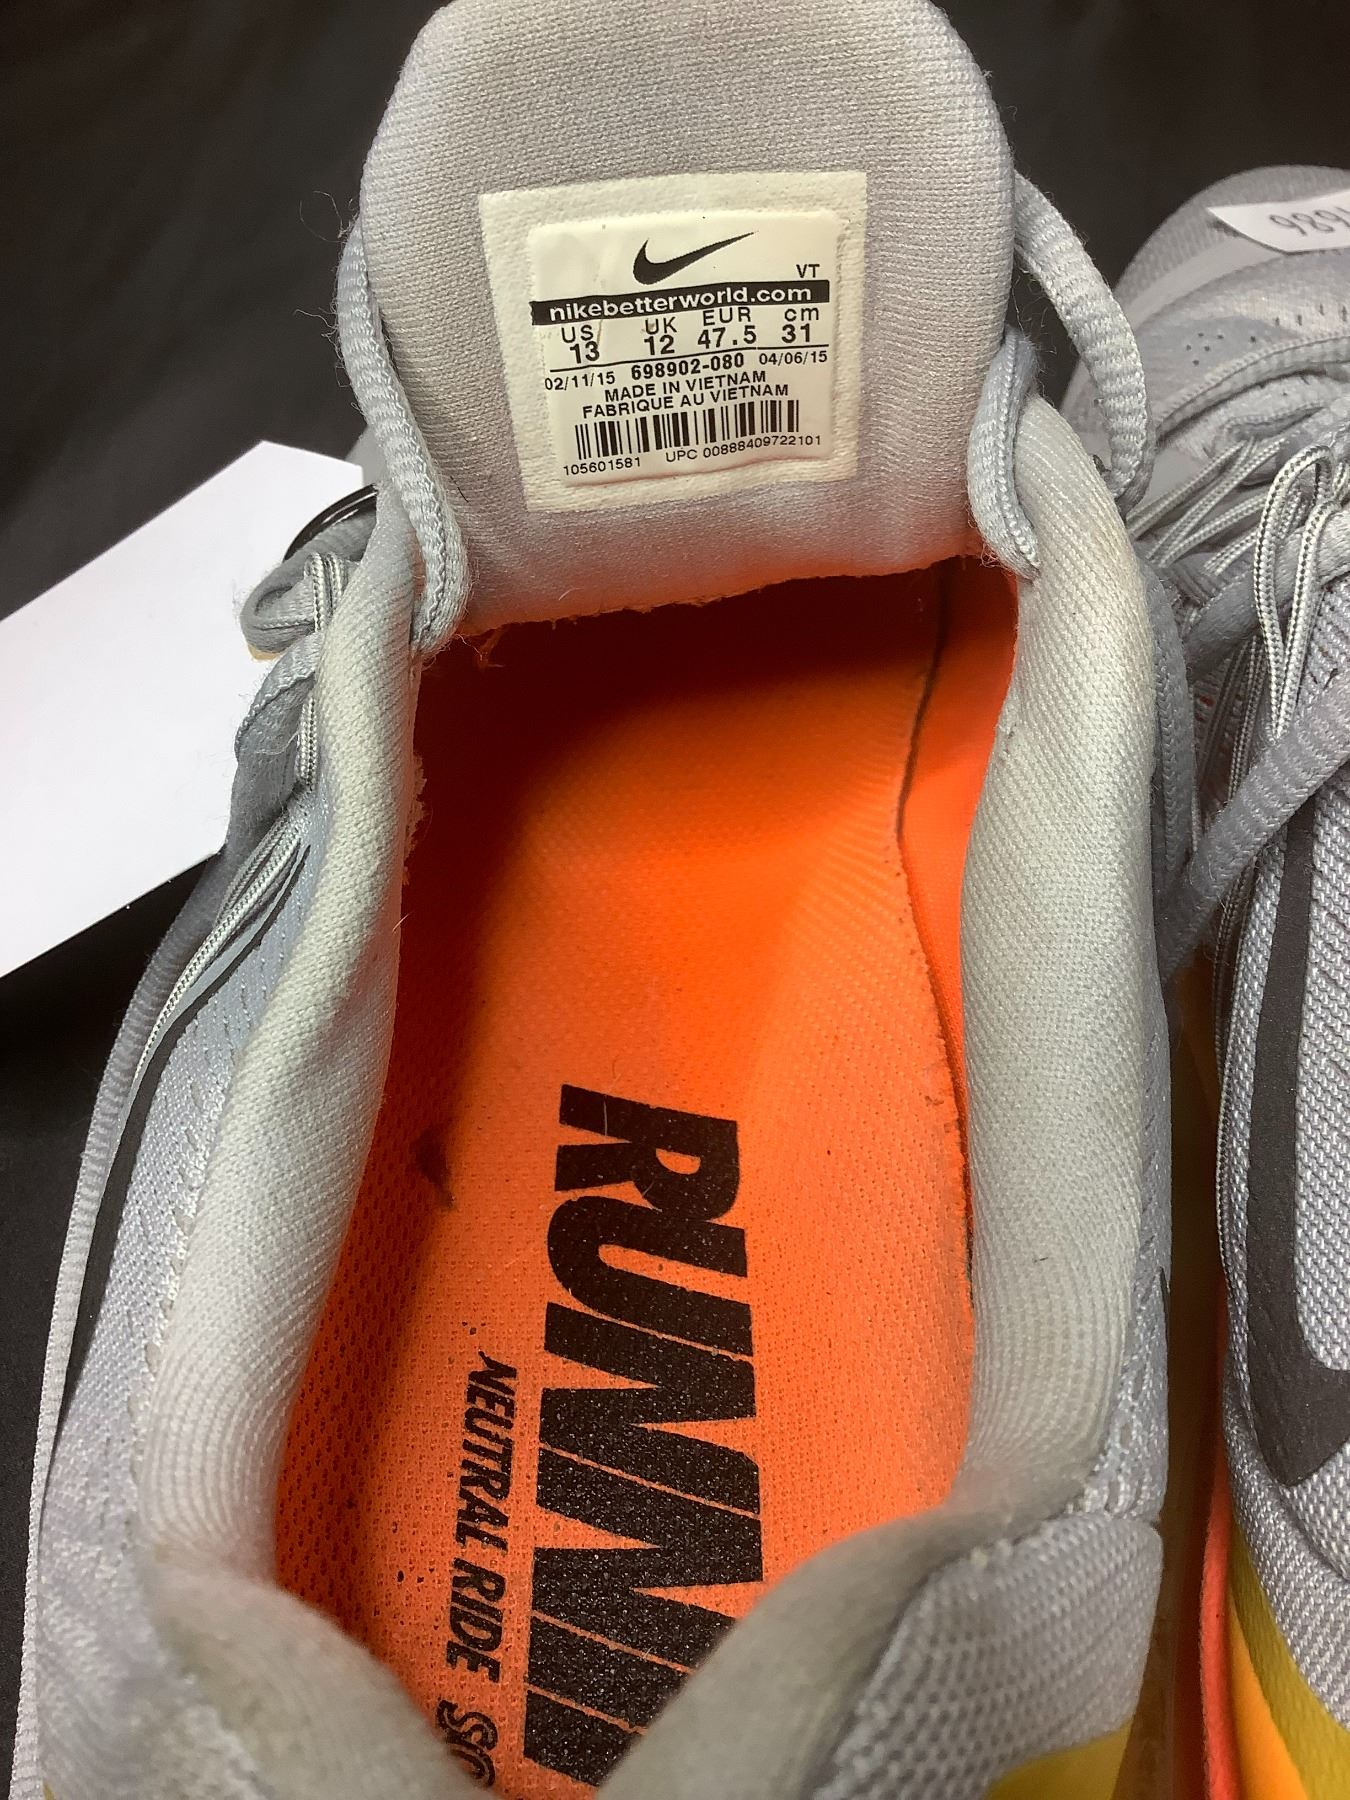 VT
nikebetterworld.com
US UK EUR cm
13 12 47.5 31
02/11/15 698902-080 04/06/15
MADE IN VIETNAM
FABRIQUE AU VIETNAM
105601581 UPC 00888409722101
RUNNI
NEUTRAL RIDE